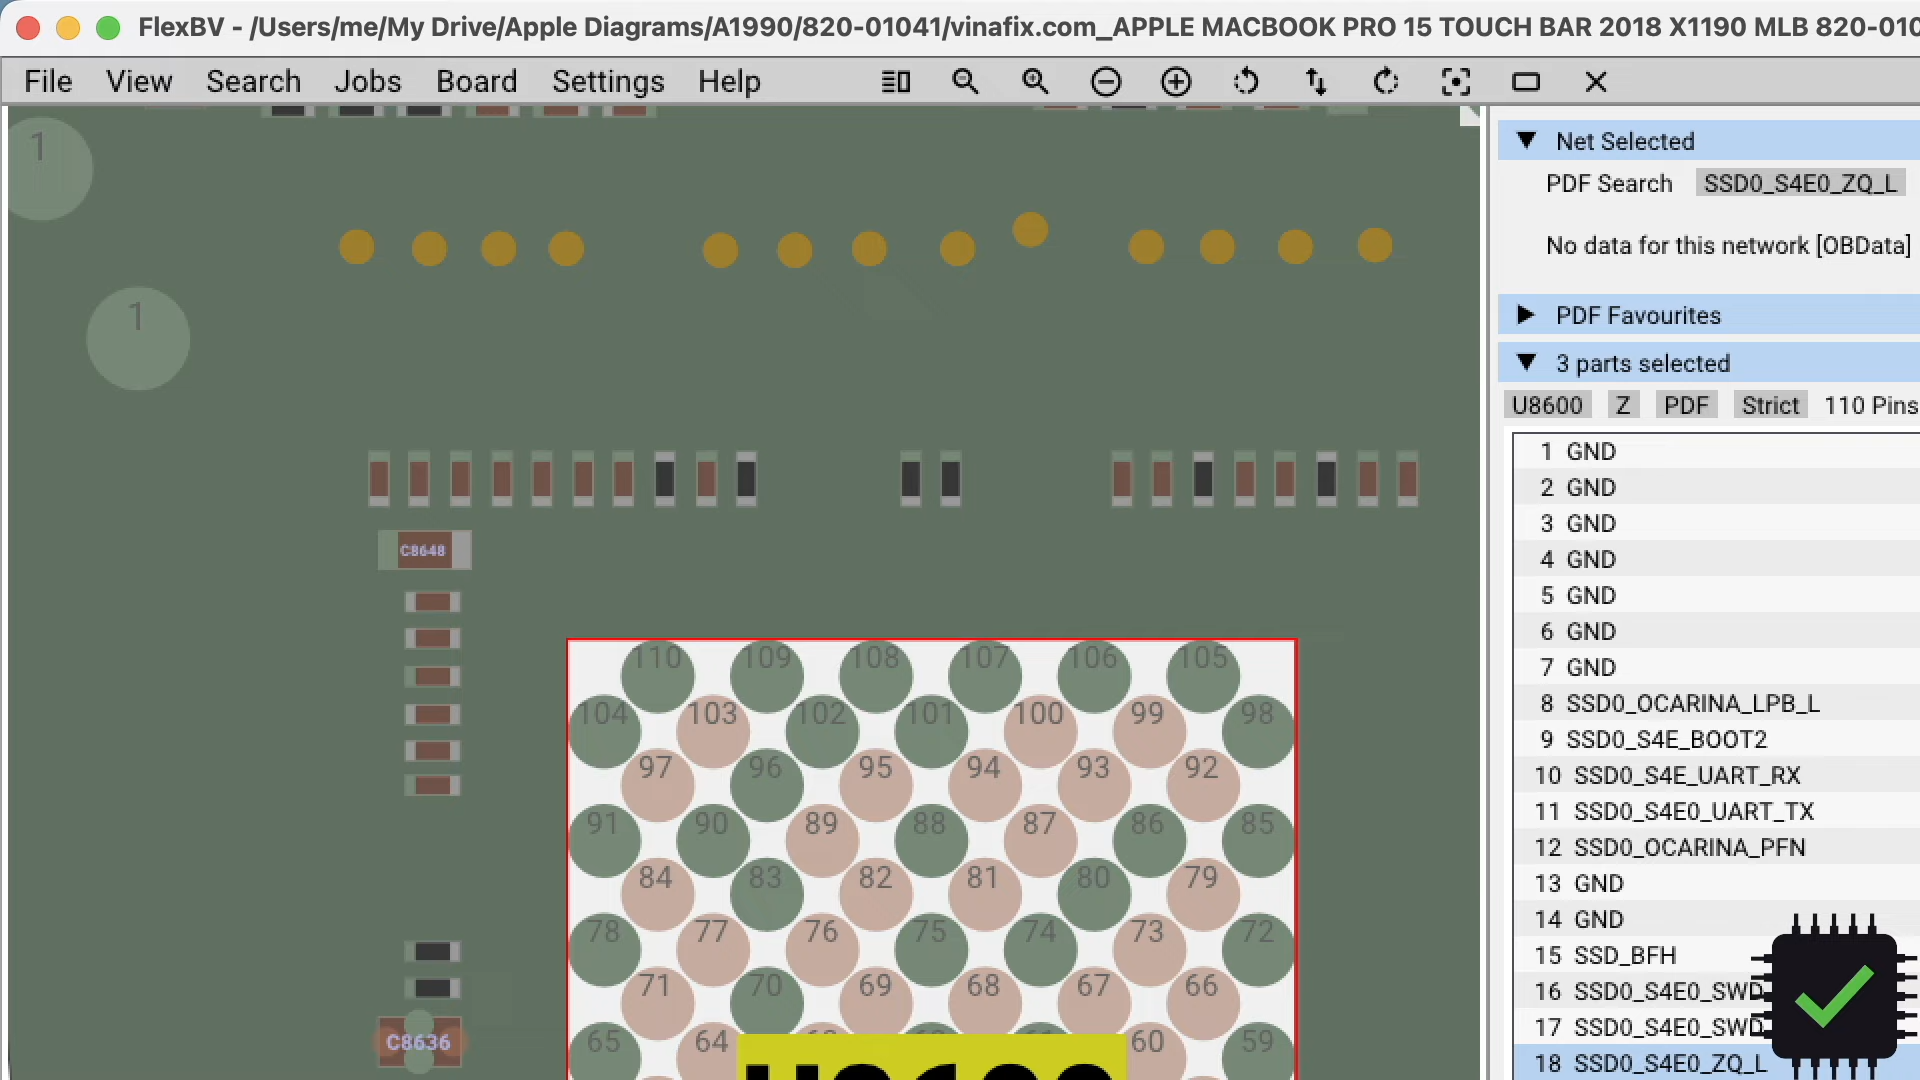 FlexBV - /Users/me/My Drive/Apple Diagrams/A1990/820-01041/vinafix.com_APPLE MACBOOK PRO 15 TOUCH BAR 2018 X1190 MLB 820-010
File View Search Jobs Board Settings Help
Net Selected
PDF Search SSD0_S4E0_ZQ_L
No data for this network [OBData]
PDF Favourites
3 parts selected
U8600 Z PDF Strict 110 Pins
1 GND
2 GND
3 GND
4 GND
5 GND
6 GND
7 GND
8 SSD0_OCARINA_LPB_L
9 SSD0_S4E_BOOT2
10 SSD0_S4E_UART_RX
11 SSD0_S4E0_UART_TX
12 SSD0_OCARINA_PFN
13 GND
14 GND
15 SSD_BFH
16 SSD0_S4E0_SWD
17 SSD0_S4E0_SWD
18 SSD0_S4E0_ZQ_L
1
1
C8648
C8636
110 109 108 107 106 105
104 103 102 101 100 99 98
97 96 95 94 93 92
91 90 89 88 87 86 85
84 83 82 81 80 79
78 77 76 75 74 73 72
71 70 69 68 67 66
65 64 60 59